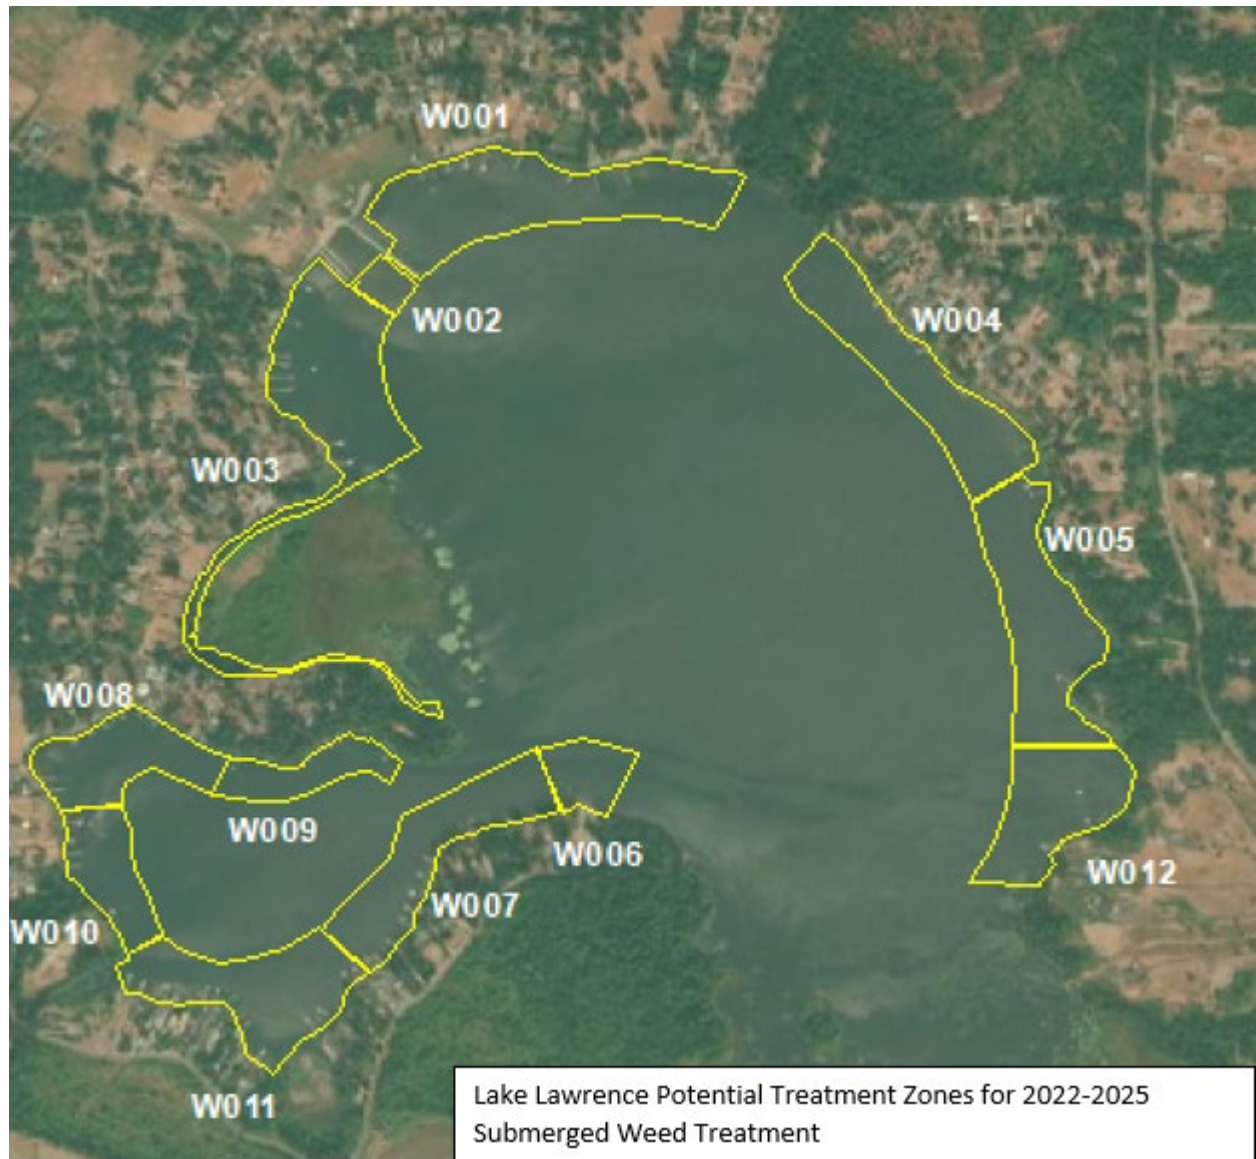 W001
W002
W004
W003
W005
W008
W009
W006
W012
W007
W010
W011
Lake Lawrence Potential Treatment Zones for 2022-2025
Submerged Weed Treatment